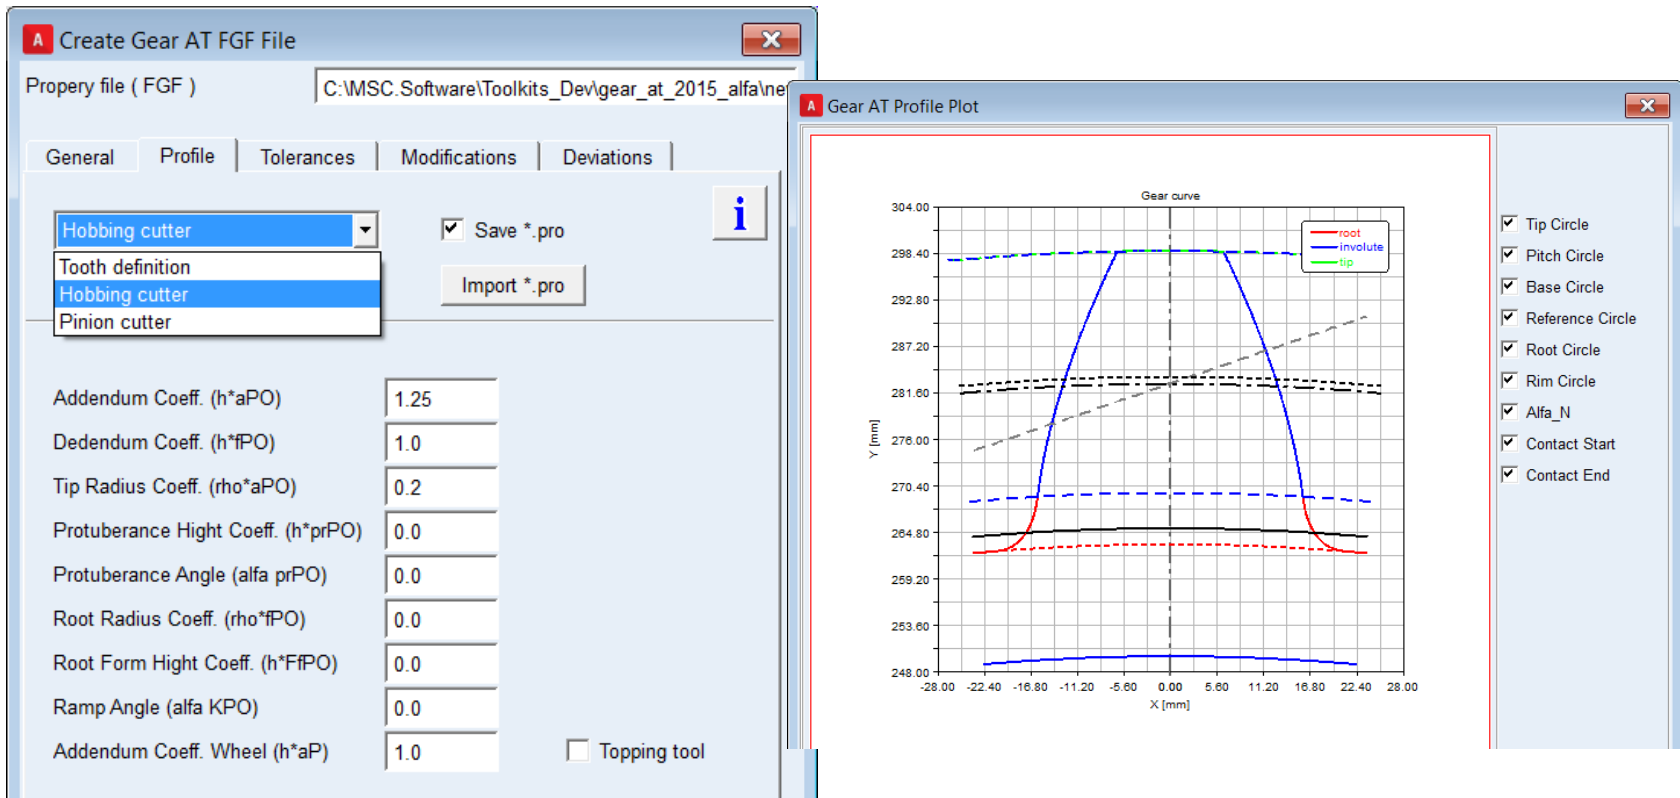 A Create Gear AT FGF File
Propery file ( FGF )
C:\MSC.Software\Toolkits_Dev\gear_at_2015_alfa\ne
General Profile Tolerances Modifications Deviations
Hobbing cutter
Save *.pro
i
Tooth definition
Hobbing cutter
Pinion cutter
Import *.pro
Addendum Coeff. (h*aPO) 1.25
Dedendum Coeff. (h*fPO) 1.0
Tip Radius Coeff. (rho*aPO) 0.2
Protuberance Hight Coeff. (h*prPO) 0.0
Protuberance Angle (alfa prPO) 0.0
Root Radius Coeff. (rho*fPO) 0.0
Root Form Hight Coeff. (h*FfPO) 0.0
Ramp Angle (alfa KPO) 0.0
Addendum Coeff. Wheel (h*aP) 1.0
Topping tool
A Gear AT Profile Plot
Gear curve
root
involute
tip
304.00
298.40
292.80
287.20
281.60
276.00
270.40
264.80
259.20
253.60
248.00
Y [mm]
-28.00 -22.40 -16.80 -11.20 -5.60 0.00 5.60 11.20 16.80 22.40 28.00
X [mm]
Tip Circle
Pitch Circle
Base Circle
Reference Circle
Root Circle
Rim Circle
Alfa_N
Contact Start
Contact End